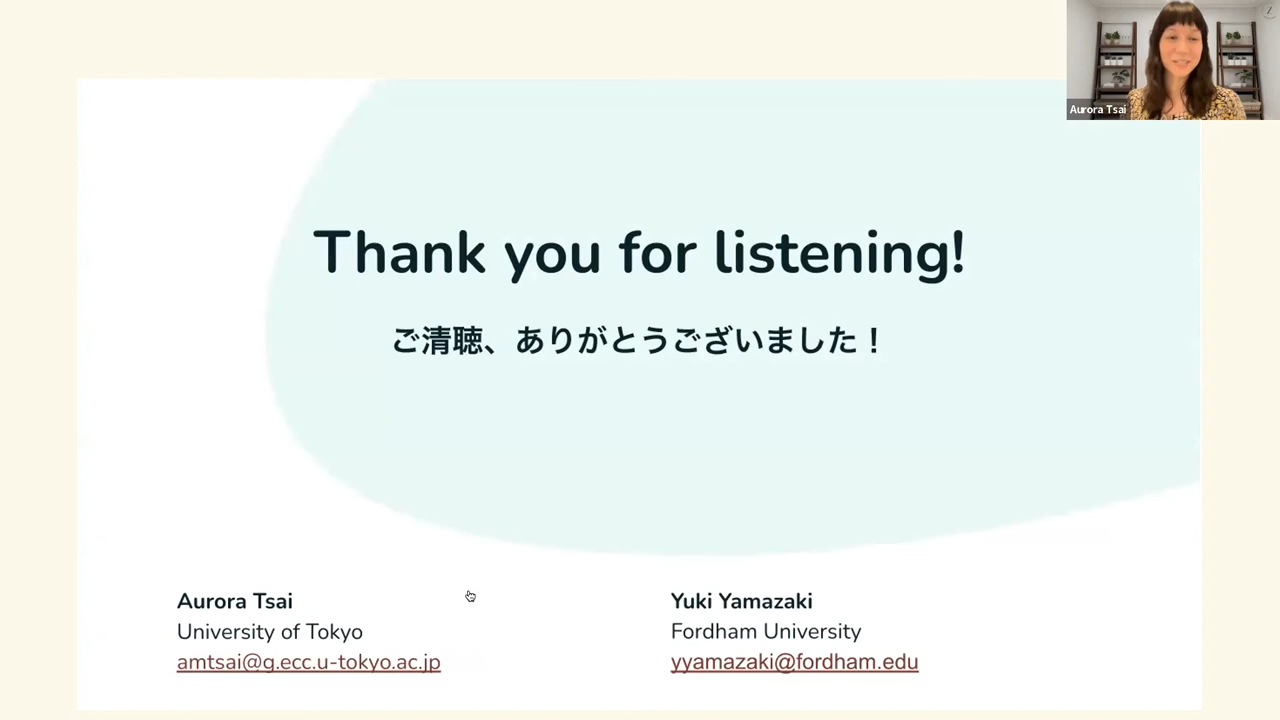 Aurora Tsai
Thank you for listening!
ご清聴、ありがとうございました！
Aurora Tsai
University of Tokyo
amtsai@g.ecc.u-tokyo.ac.jp
Yuki Yamazaki
Fordham University
yyamazaki@fordham.edu